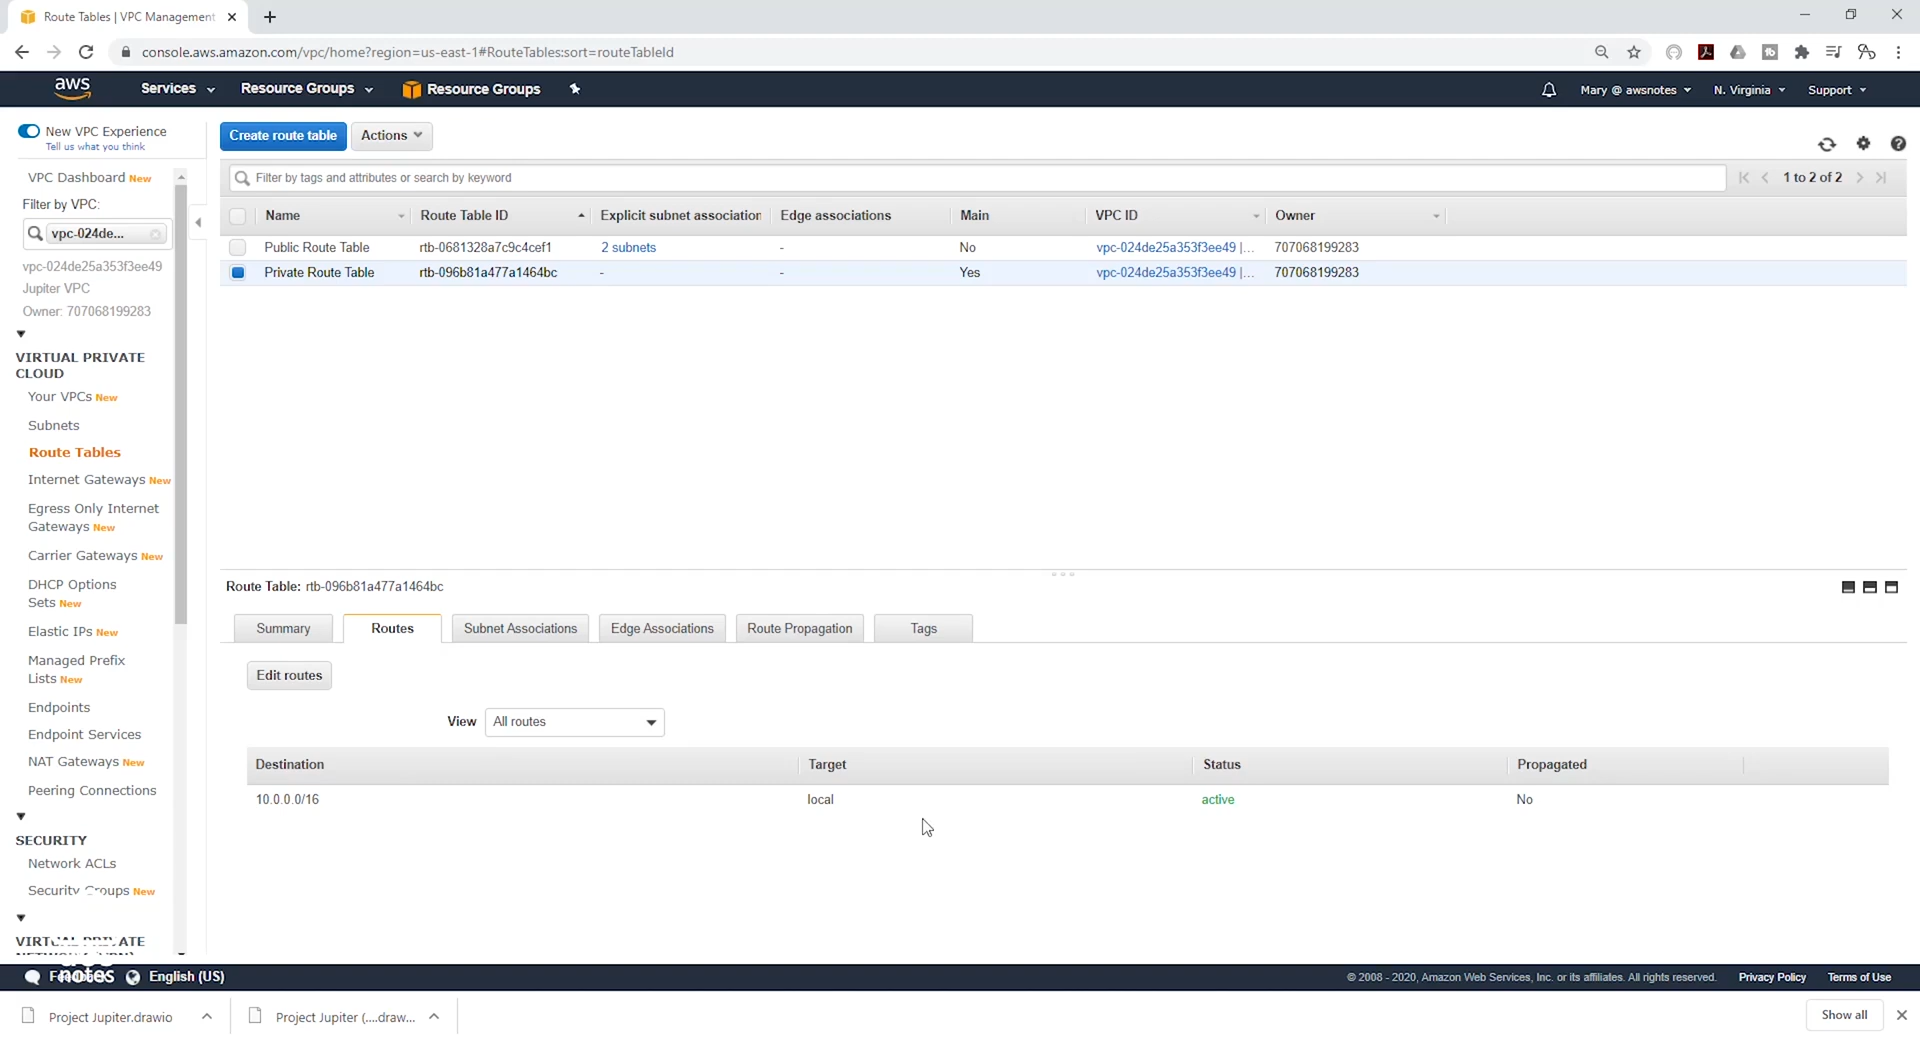 Route Tables | VPC Management
console.aws.amazon.com/vpc/home?region=us-east-1#RouteTables:sort=routeTableId
aws
Services
Resource Groups
Resource Groups
Mary @ awsnotes
N. Virginia
Support
New VPC Experience
Tell us what you think
Create route table
Actions
VPC Dashboard New
Filter by VPC:
vpc-024de...
vpc-024de25a353f3ee49
Jupiter VPC
Owner: 707068199283
VIRTUAL PRIVATE
CLOUD
Your VPCs New
Subnets
Route Tables
Internet Gateways New
Egress Only Internet
Gateways New
Carrier Gateways New
DHCP Options
Sets New
Elastic IPs New
Managed Prefix
Lists New
Endpoints
Endpoint Services
NAT Gateways New
Peering Connections
SECURITY
Network ACLs
Security Groups New
VIRTUAL PRIVATE
Filter by tags and attributes or search by keyword
1 to 2 of 2
Name Route Table ID Explicit subnet association Edge associations Main VPC ID Owner
Public Route Table rtb-0681328a7c9c4cef1 2 subnets - No vpc-024de25a353f3ee49 |... 707068199283
Private Route Table rtb-096b81a477a1464bc - - Yes vpc-024de25a353f3ee49 |... 707068199283
Route Table: rtb-096b81a477a1464bc
Summary
Routes
Subnet Associations
Edge Associations
Route Propagation
Tags
Edit routes
View All routes
Destination Target Status Propagated
10.0.0.0/16 local active No
notes
English (US)
© 2008 - 2020, Amazon Web Services, Inc. or its affiliates. All rights reserved.
Privacy Policy
Terms of Use
Project Jupiter.drawio
Project Jupiter (....draw...
Show all